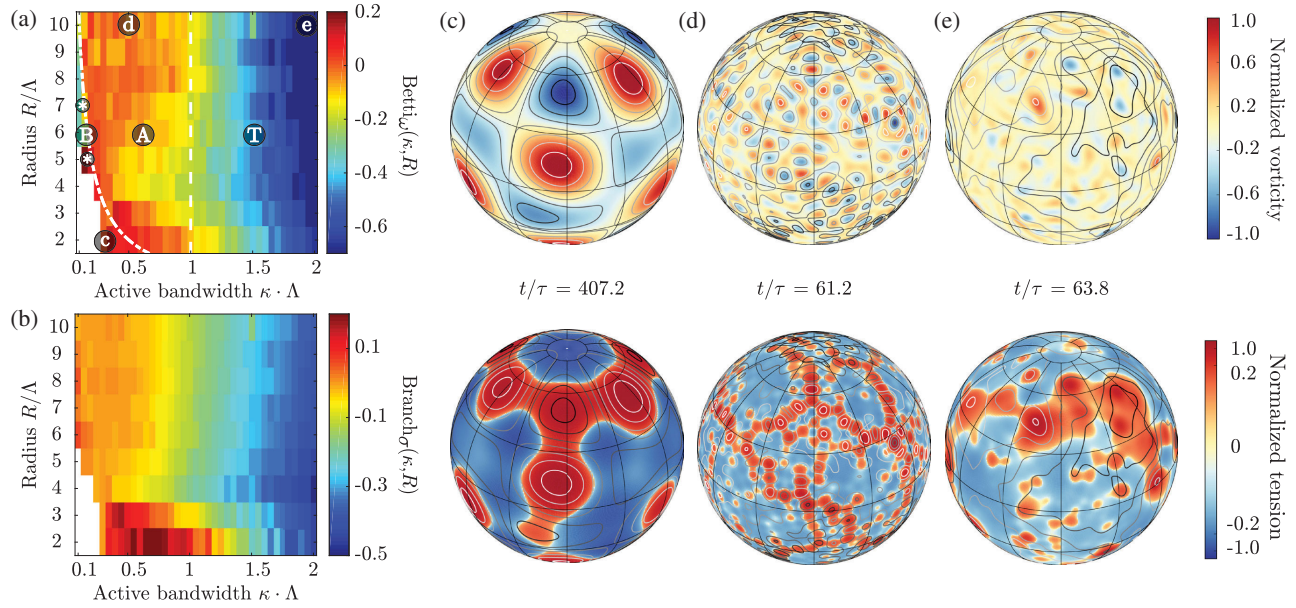 (a)
10
9
8
7
6
5
4
3
2
Radius R/Λ
d
e
*
B
A
T
*
c
0.1
0.5
1
1.5
2
Active bandwidth κ · Λ
0.2
0
-0.2
-0.4
-0.6
Betti_ω(κ,R)
(b)
10
9
8
7
6
5
4
3
2
Radius R/Λ
0.1
0.5
1
1.5
2
Active bandwidth κ · Λ
0.1
-0.1
-0.3
-0.5
Branch_σ(κ,R)
(c)
(d)
(e)
t/τ = 407.2
t/τ = 61.2
t/τ = 63.8
1.0
0.6
0.2
0
-0.2
-0.6
-1.0
Normalized vorticity
1.0
0.2
0
-0.2
-1.0
Normalized tension